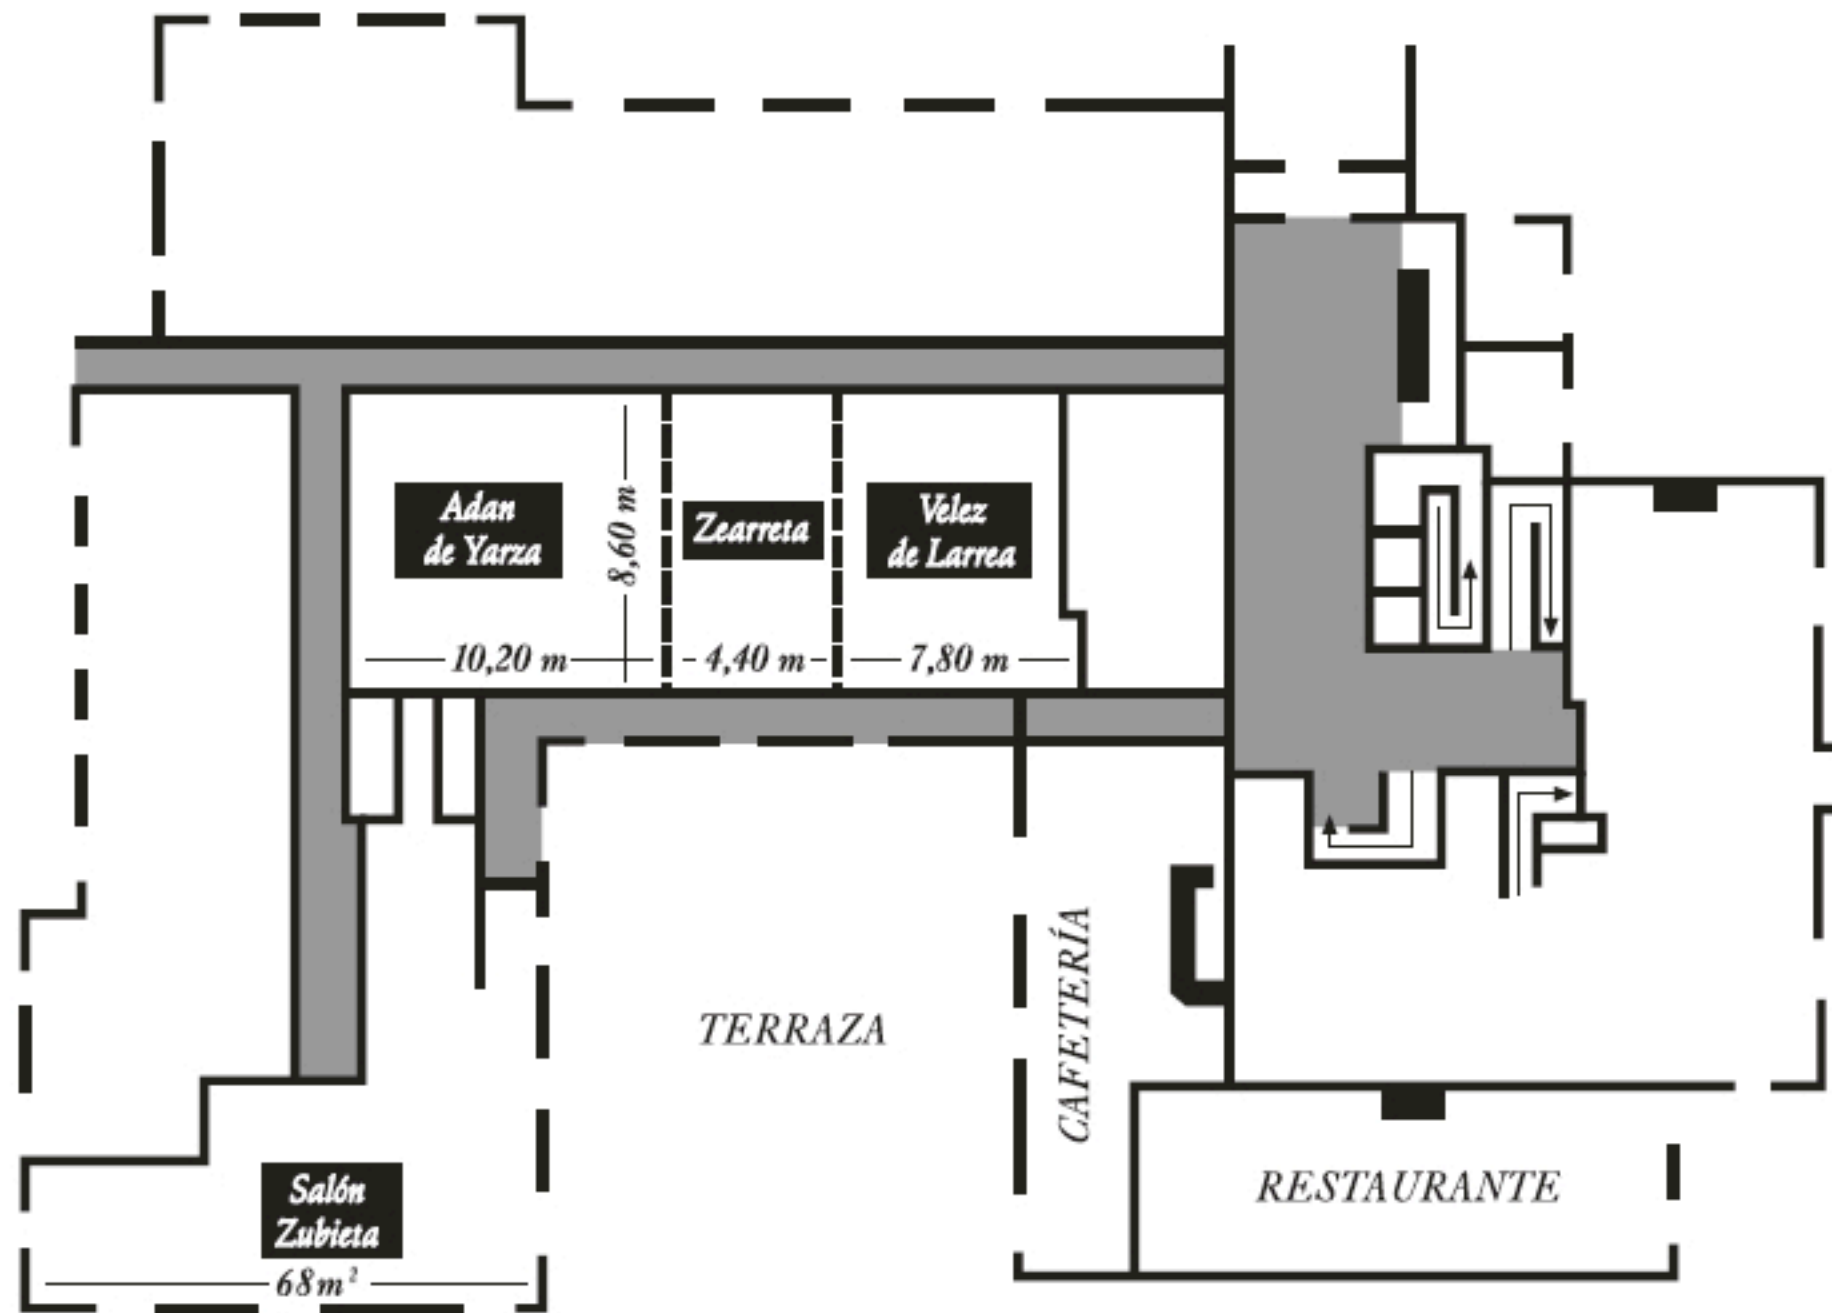 Adan
de Yarza
8,60 m
Zearreta
Velez
de Larrea
10,20 m
4,40 m
7,80 m
TERRAZA
CAFETERÍA
RESTAURANTE
Salón
Zubieta
68m²